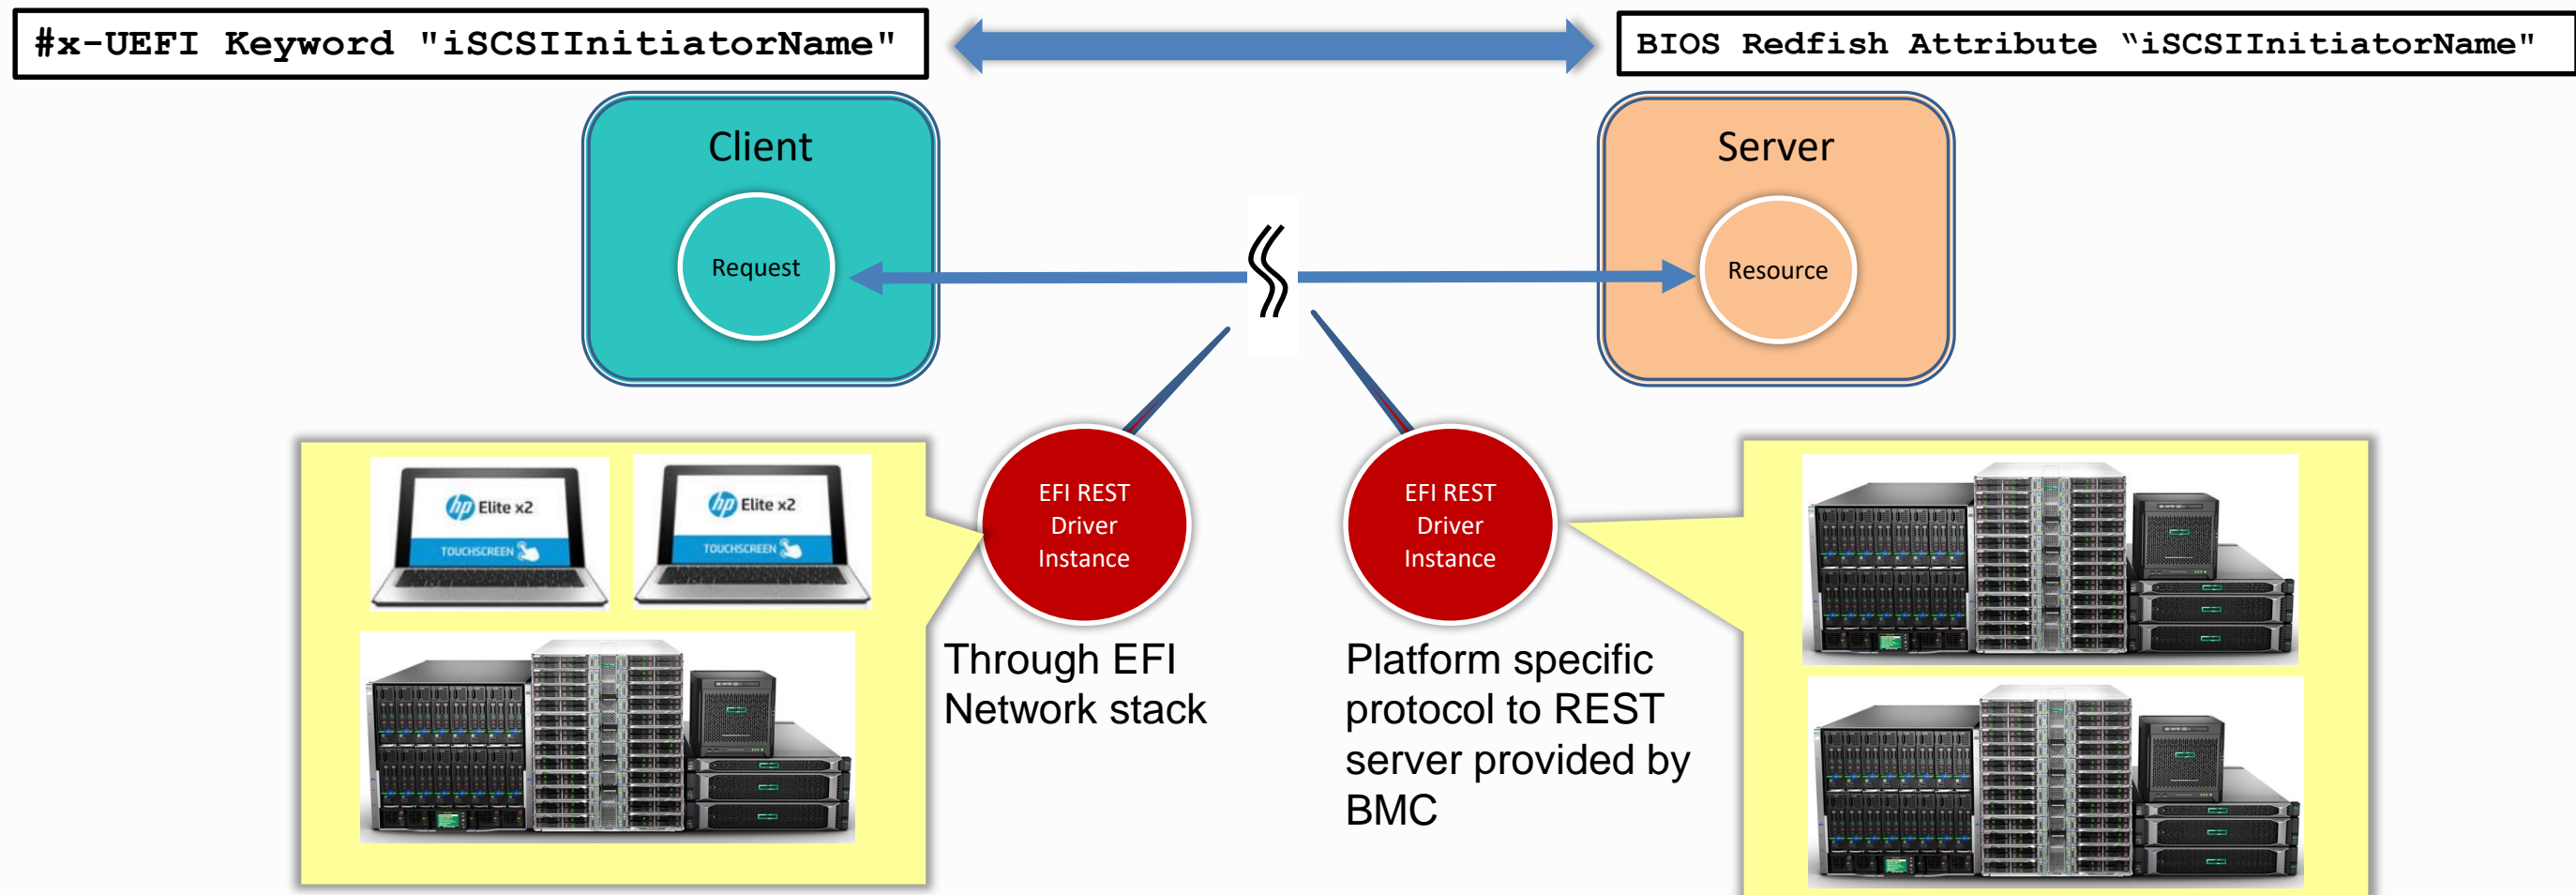 #x-UEFI Keyword "iSCSIInitiatorName"
BIOS Redfish Attribute “iSCSIInitiatorName"
Client
Server
Request
Resource
EFI REST
Driver
Instance
EFI REST
Driver
Instance
hp Elite x2
TOUCHSCREEN
hp Elite x2
TOUCHSCREEN
Through EFI
Network stack
Platform specific
protocol to REST
server provided by
BMC